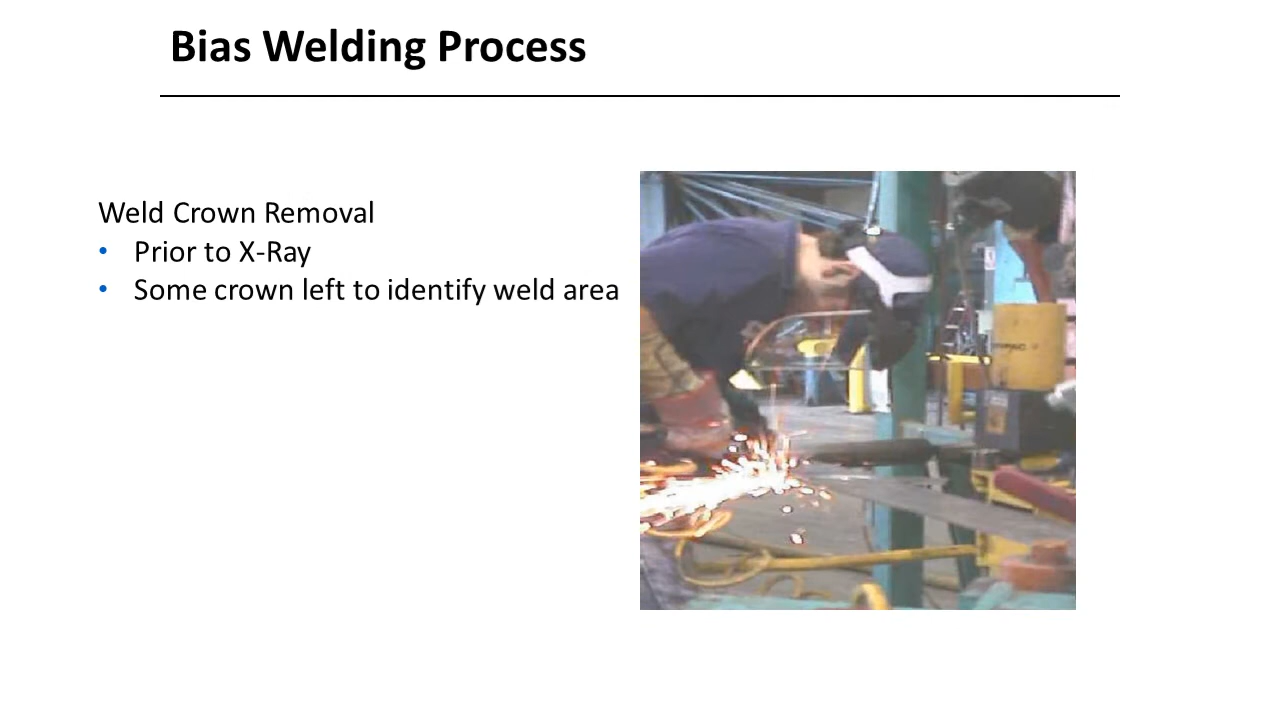 Bias Welding Process
Weld Crown Removal
• Prior to X-Ray
• Some crown left to identify weld area